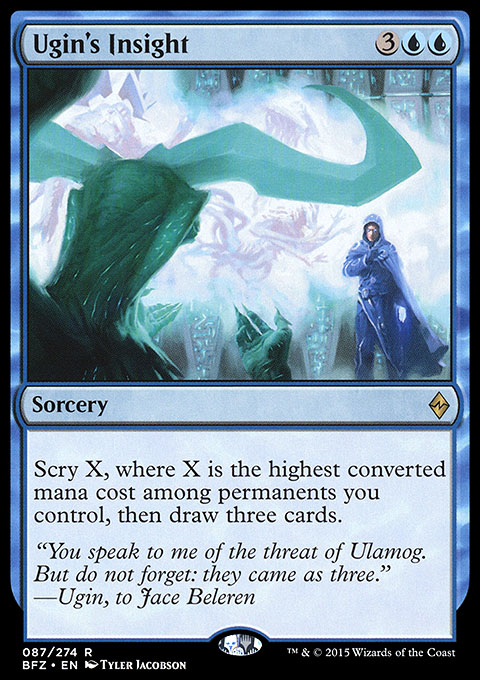 Ugin's Insight 3
Sorcery
Scry X, where X is the highest converted
mana cost among permanents you
control, then draw three cards.
“You speak to me of the threat of Ulamog.
But do not forget: they came as three.”
—Ugin, to Jace Beleren
087/274 R
BFZ • EN Tyler Jacobson
™ & © 2015 Wizards of the Coast